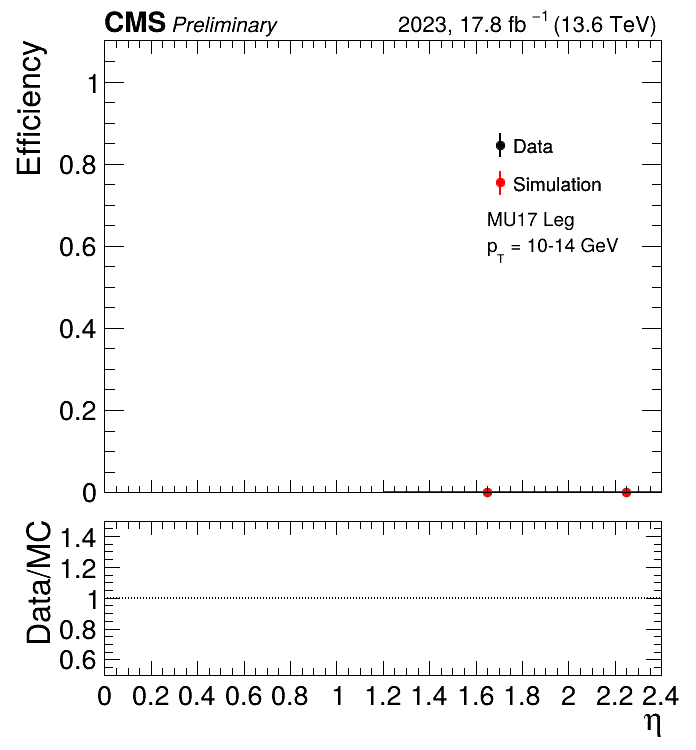 CMS Preliminary 2023, 17.8 fb⁻¹ (13.6 TeV)
Efficiency
1
0.8
0.6
0.4
0.2
0
Data
Simulation
MU17 Leg
p_T = 10-14 GeV
Data/MC
1.4
1.2
1
0.8
0.6
0 0.2 0.4 0.6 0.8 1 1.2 1.4 1.6 1.8 2 2.2 2.4
η